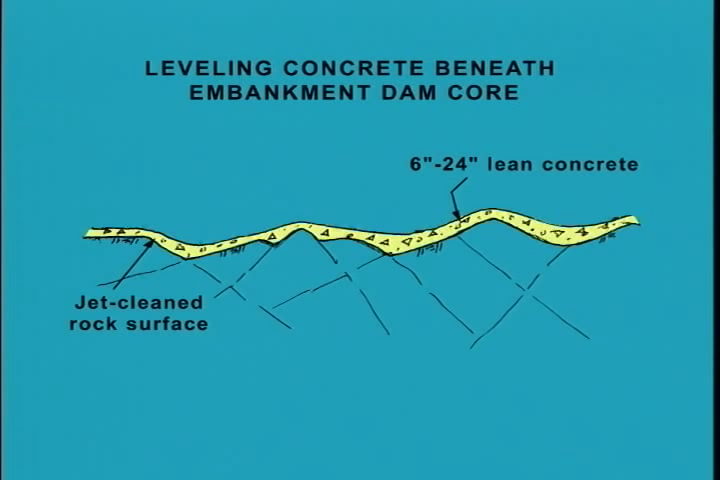 LEVELING CONCRETE BENEATH
EMBANKMENT DAM CORE
6"-24" lean concrete
Jet-cleaned
rock surface